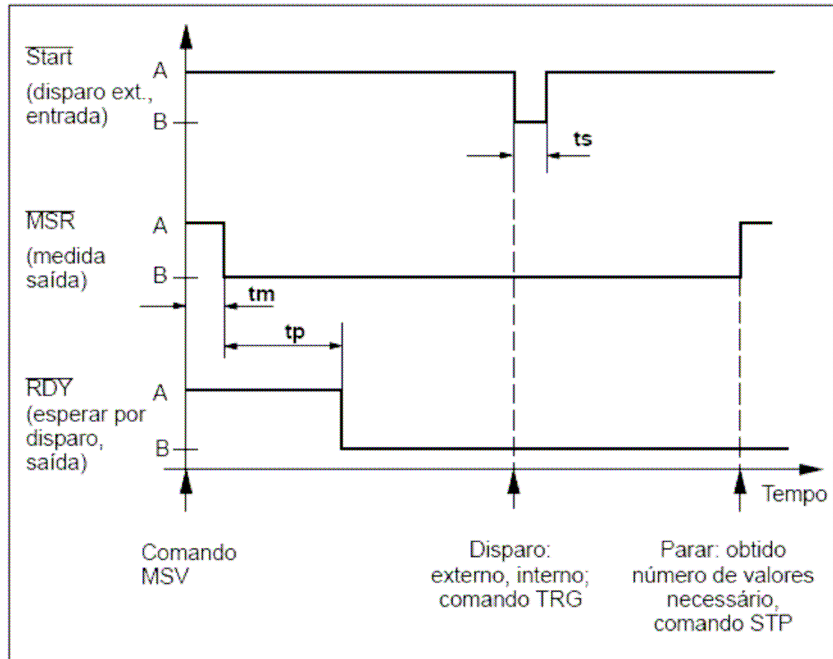 Start
(disparo ext.,
entrada)
A
B
ts
MSR
(medida
saída)
A
B
tm
tp
RDY
(esperar por
disparo,
saída)
A
B
Tempo
Comando
MSV
Disparo:
externo, interno;
comando TRG
Parar: obtido
número de valores
necessário,
comando STP